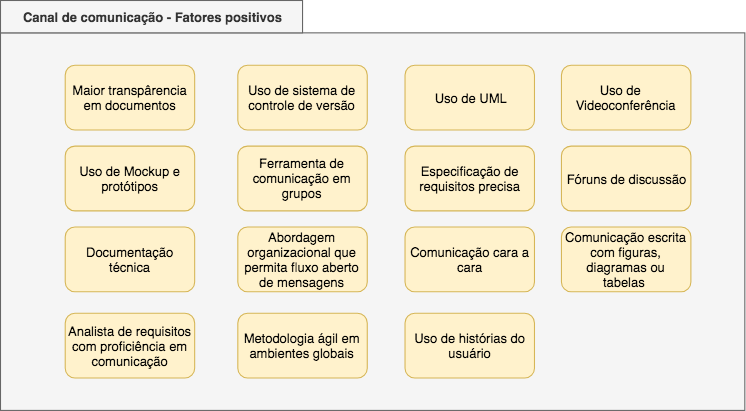 Canal de comunicação - Fatores positivos
Maior transpârencia
em documentos
Uso de sistema de
controle de versão
Uso de UML
Uso de
Videoconferência
Uso de Mockup e
protótipos
Ferramenta de
comunicação em
grupos
Especificação de
requisitos precisa
Fóruns de discussão
Documentação
técnica
Abordagem
organizacional que
permita fluxo aberto
de mensagens
Comunicação cara a
cara
Comunicação escrita
com figuras,
diagramas ou
tabelas
Analista de requisitos
com proficiência em
comunicação
Metodologia ágil em
ambientes globais
Uso de histórias do
usuário